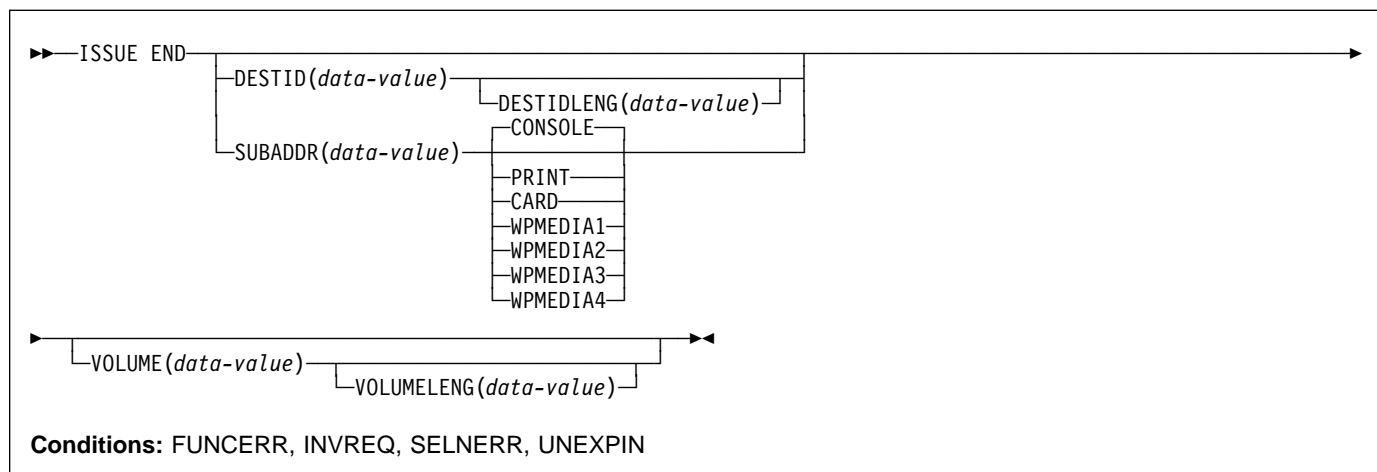 ISSUE END
DESTID(data-value)
DESTIDLENG(data-value)
CONSOLE
SUBADDR(data-value)
PRINT
CARD
WPMEDIA1
WPMEDIA2
WPMEDIA3
WPMEDIA4
VOLUME(data-value)
VOLUMELENG(data-value)
Conditions: FUNCERR, INVREQ, SELNERR, UNEXPIN